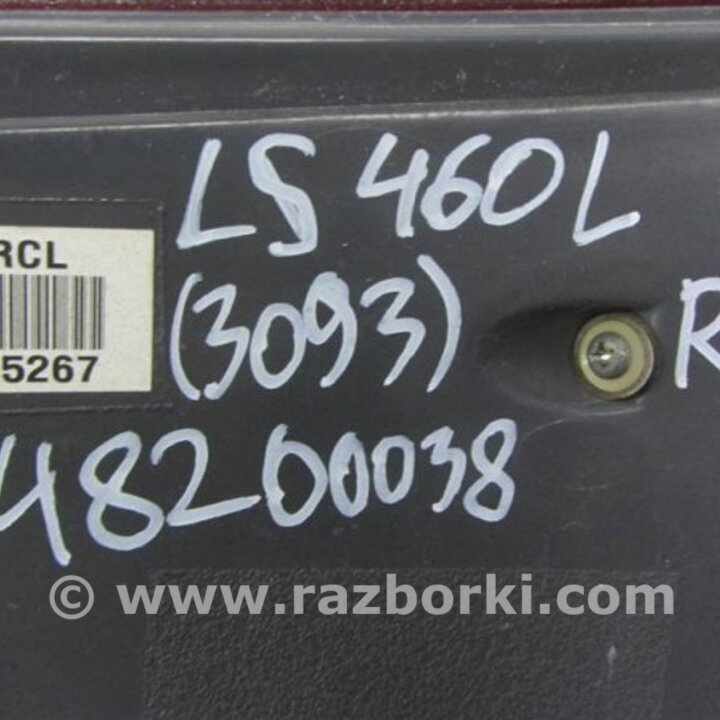 LS 460L
RCL
(3093)
R
5267
48200038
© www.razborki.com